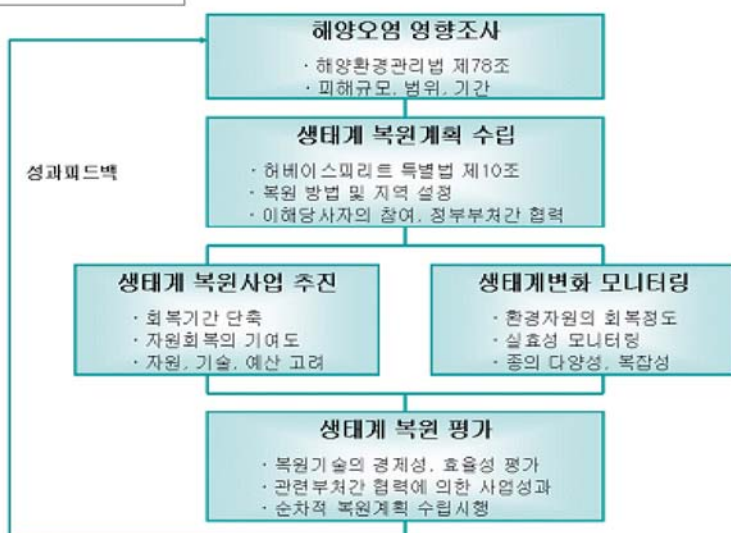 해양오염 영향조사
· 해양환경관리법 제78조
· 피해규모, 범위, 기간
생태계 복원계획 수립
· 허베이스피리트 특별법 제10조
· 복원 방법 및 지역 설정
· 이해당사자의 참여, 정부부처간 협력
성과피드백
생태계 복원사업 추진
· 회복기간 단축
· 자원회복의 기여도
· 자원, 기술, 예산 고려
생태계변화 모니터링
· 환경자원의 회복정도
· 실효성 모니터링
· 종의 다양성, 복잡성
생태계 복원 평가
· 복원기술의 경제성, 효율성 평가
· 관련부처간 협력에 의한 사업성과
· 순차적 복원계획 수립시행